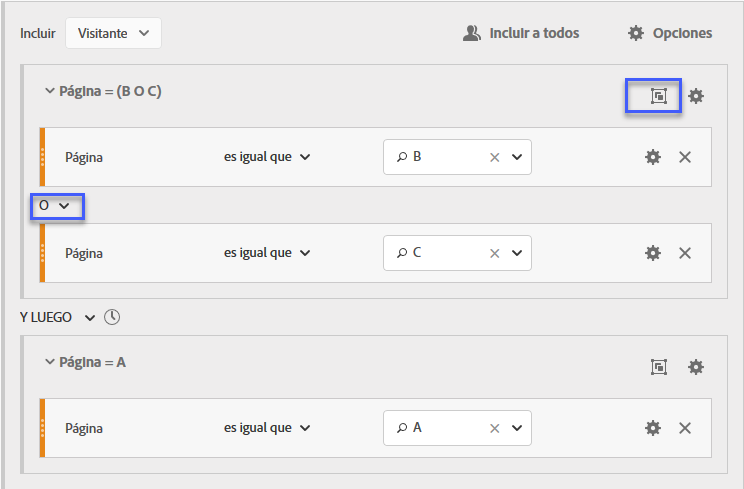 Incluir Visitante Incluir a todos Opciones
Página = (B O C)
Página es igual que B
O
Página es igual que C
Y LUEGO
Página = A
Página es igual que A